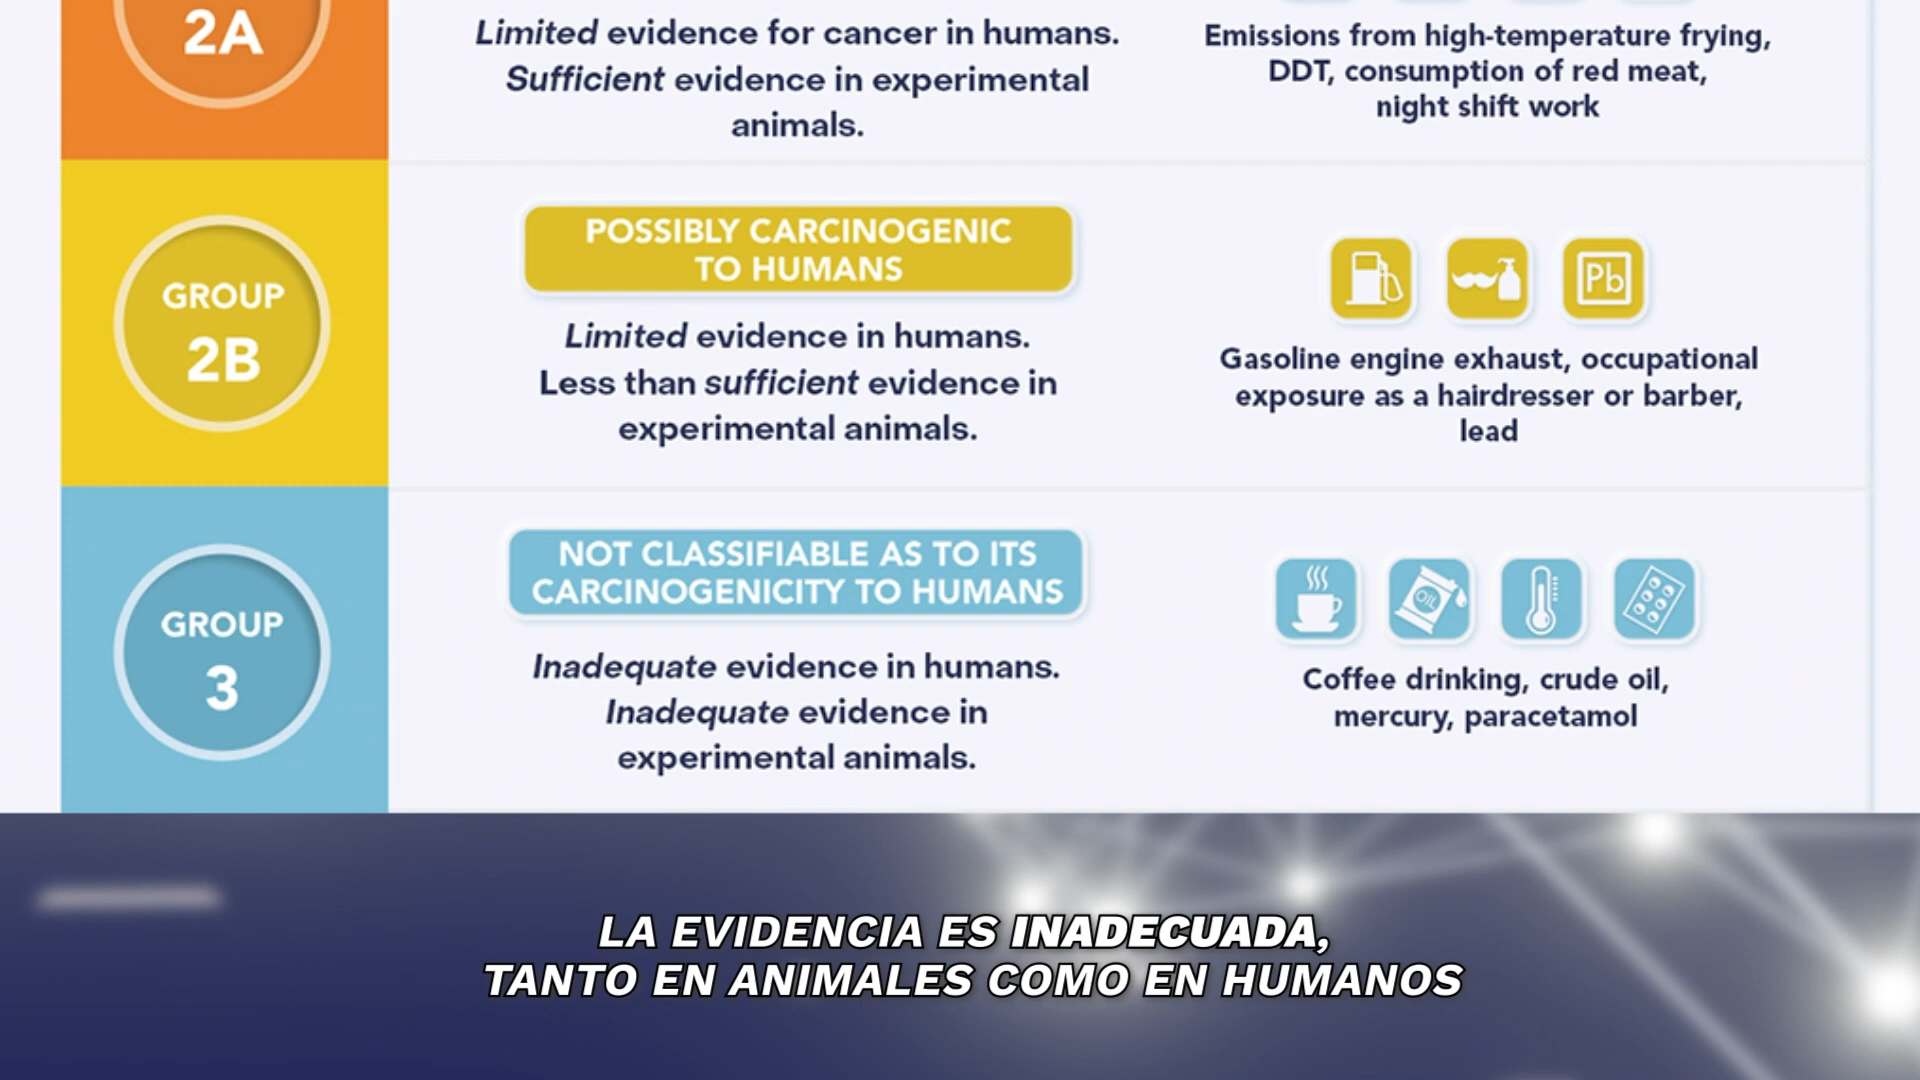 2A
Limited evidence for cancer in humans.
Sufficient evidence in experimental
animals.
Emissions from high-temperature frying,
DDT, consumption of red meat,
night shift work
GROUP
2B
POSSIBLY CARCINOGENIC
TO HUMANS
Limited evidence in humans.
Less than sufficient evidence in
experimental animals.
Pb
Gasoline engine exhaust, occupational
exposure as a hairdresser or barber,
lead
GROUP
3
NOT CLASSIFIABLE AS TO ITS
CARCINOGENICITY TO HUMANS
Inadequate evidence in humans.
Inadequate evidence in
experimental animals.
OIL
Coffee drinking, crude oil,
mercury, paracetamol
LA EVIDENCIA ES INADECUADA,
TANTO EN ANIMALES COMO EN HUMANOS